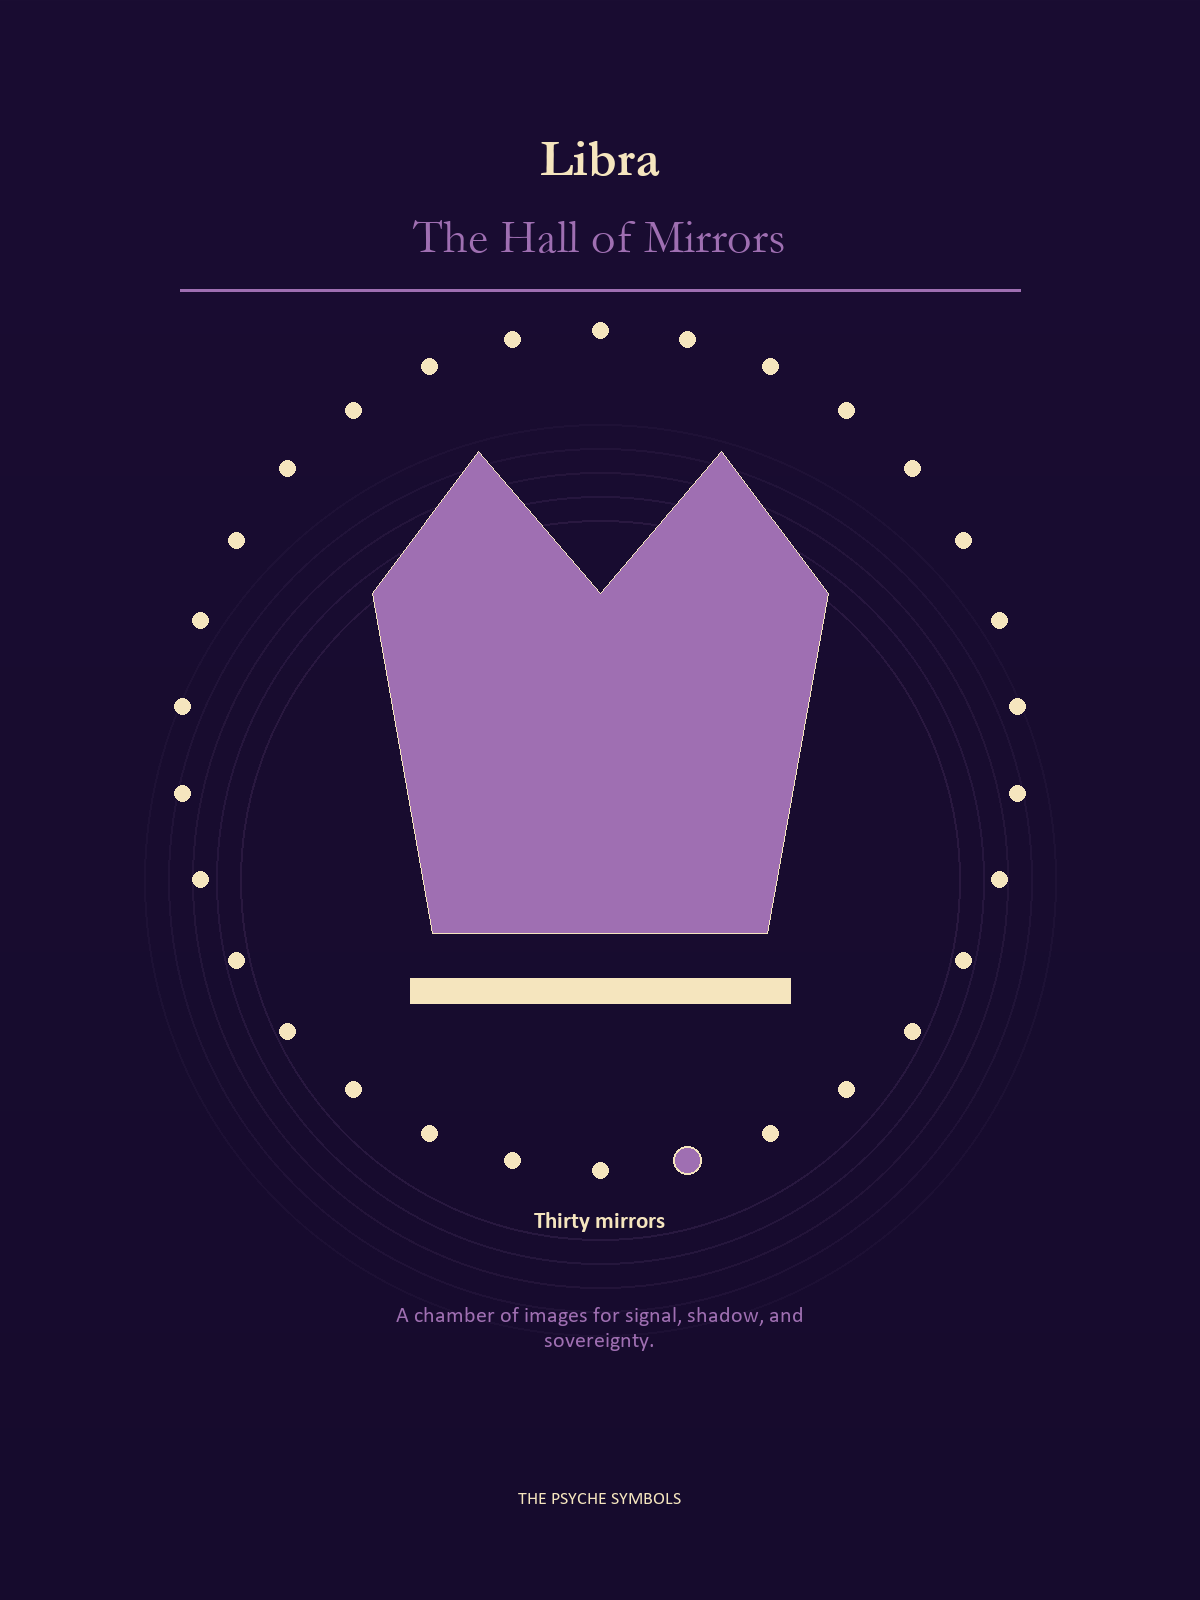 Libra
The Hall of Mirrors
Thirty mirrors
A chamber of images for signal, shadow, and
sovereignty.
THE PSYCHE SYMBOLS